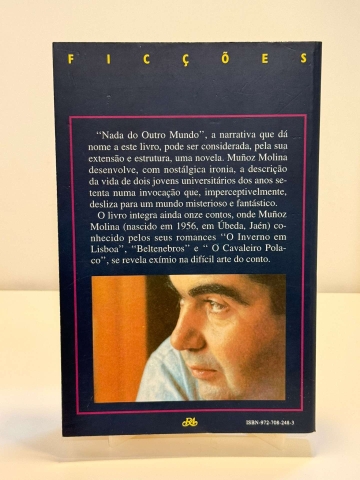 FICÇÕES
"Nada do Outro Mundo", a narrativa que dá
nome a este livro, pode ser considerada, pela sua
extensão e estrutura, uma novela. Muñoz Molina
desenvolve, com nostálgica ironia, a descrição
da vida de dois jovens universitários dos anos se-
tenta numa invocação que, imperceptivelmente,
desliza para um mundo misterioso e fantástico.
O livro integra ainda onze contos, onde Muñoz
Molina (nascido em 1956, em Úbeda, Jaén) co-
nhecido pelos seus romances "O Inverno em
Lisboa", "Beltenebros" e " O Cavaleiro Pola-
co", se revela exímio na difícil arte do conto.
ISBN-972-708-248-3